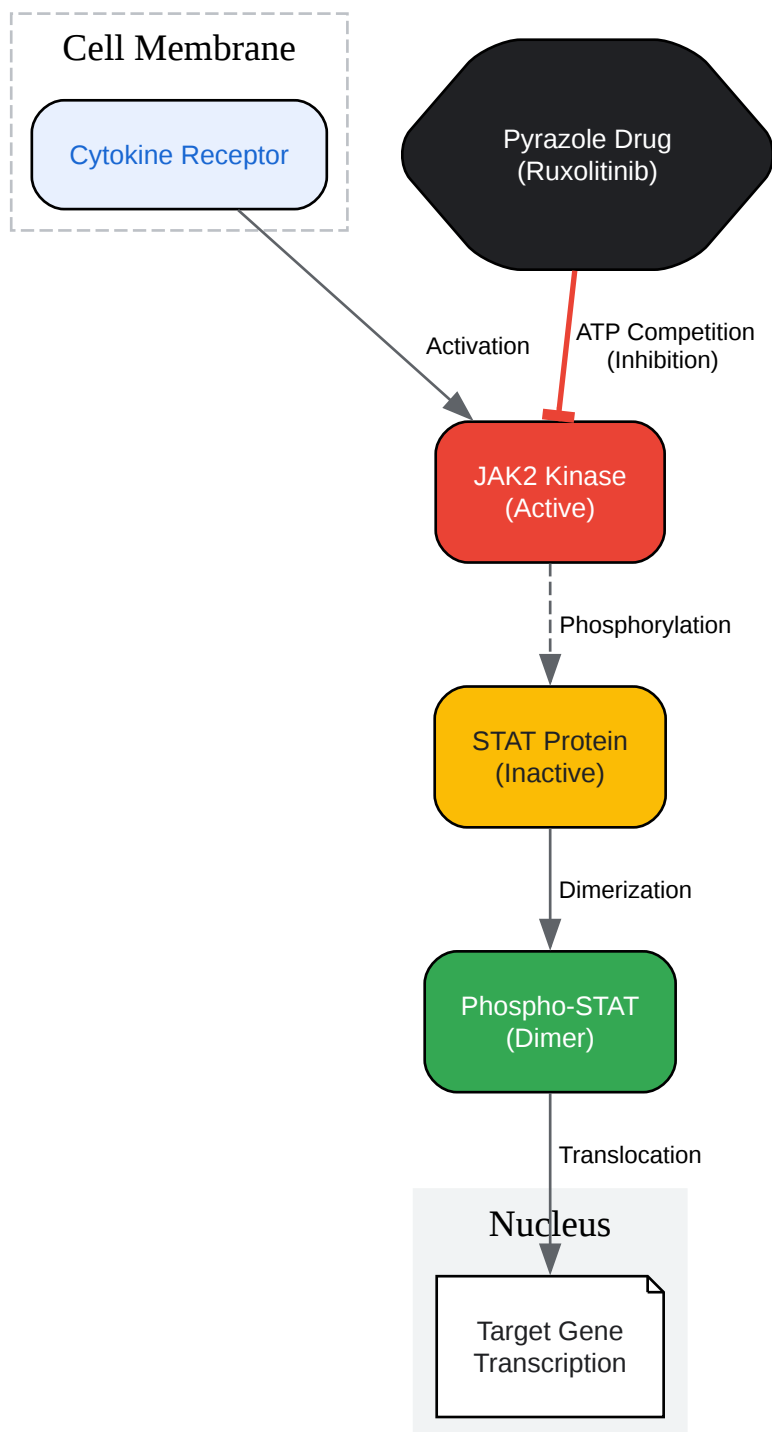 Cell Membrane
Cytokine Receptor
Pyrazole Drug
(Ruxolitinib)
Activation
ATP Competition
(Inhibition)
JAK2 Kinase
(Active)
Phosphorylation
STAT Protein
(Inactive)
Dimerization
Phospho-STAT
(Dimer)
Translocation
Nucleus
Target Gene
Transcription